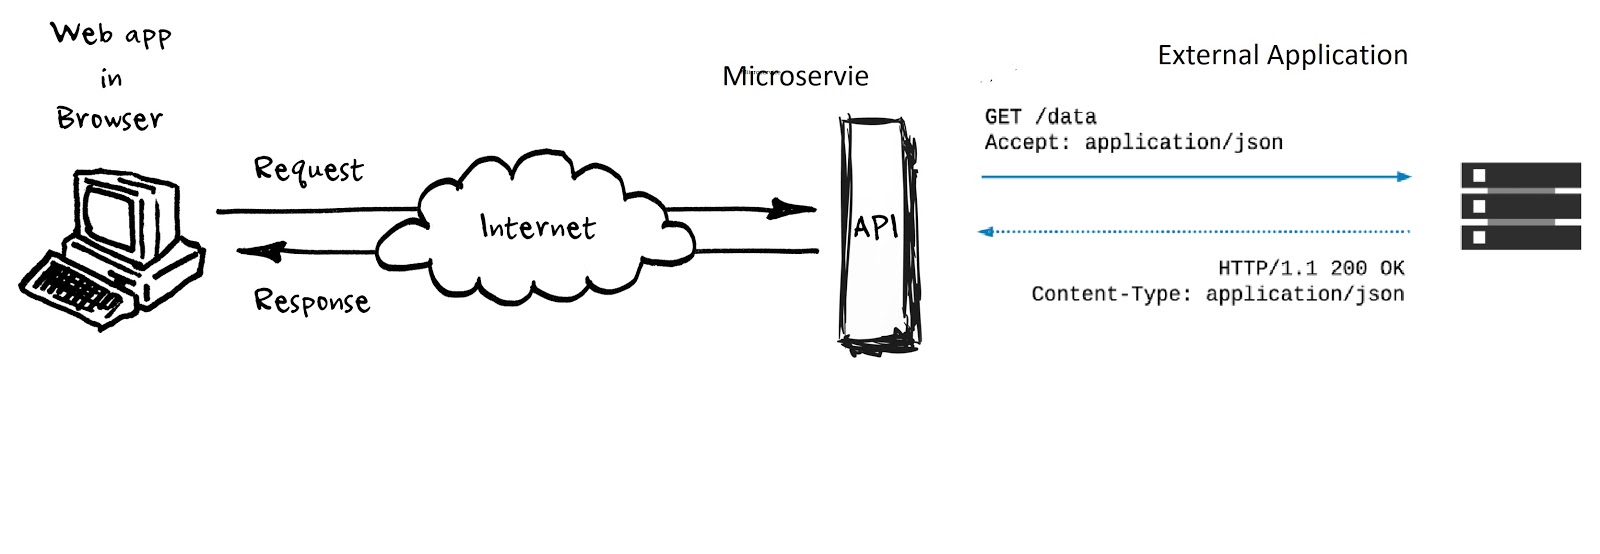 Web app
in
Browser
Request
Internet
Response
Microservie
API
External Application
GET /data
Accept: application/json
HTTP/1.1 200 OK
Content-Type: application/json